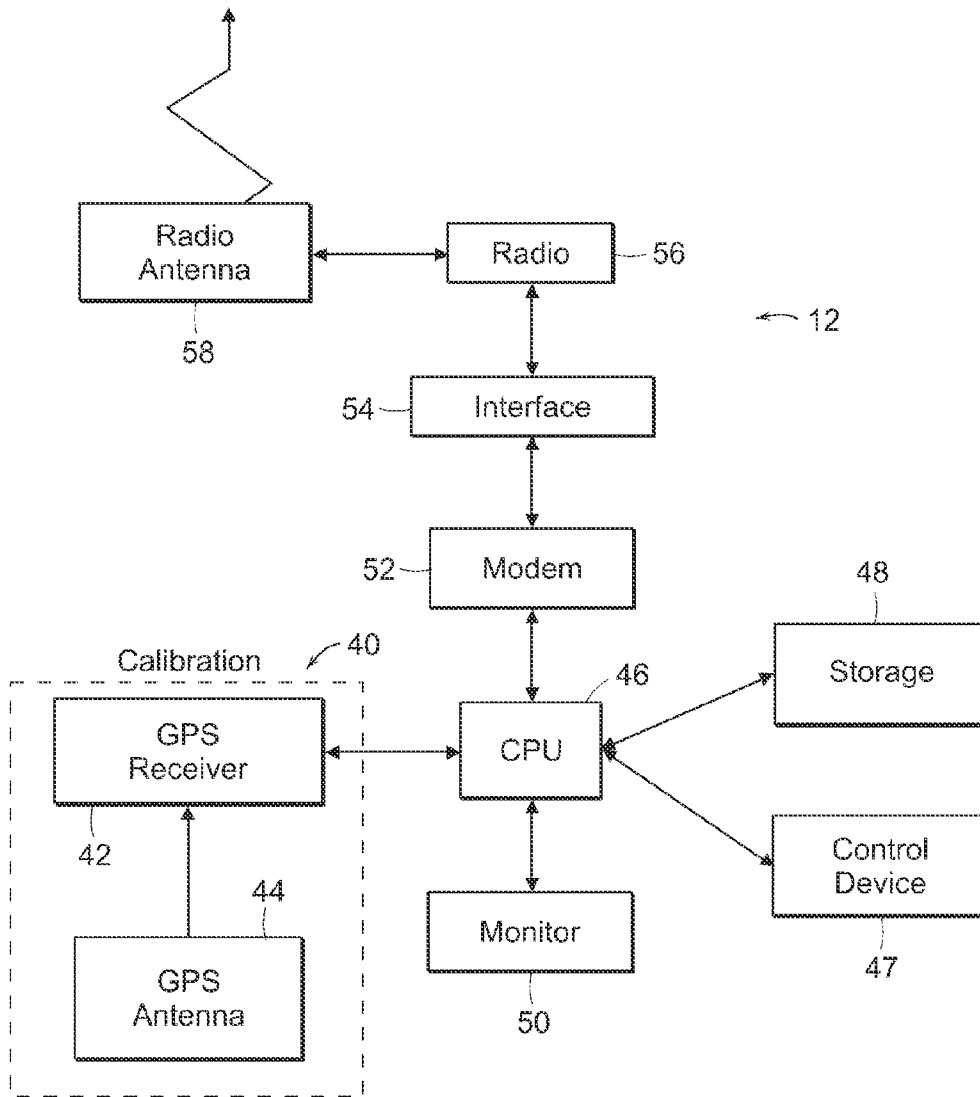 Radio
Antenna
58
Radio
56
12
54
Interface
52
Modem
48
Storage
Calibration
40
GPS
Receiver
42
46
CPU
44
GPS
Antenna
Monitor
50
Control
Device
47